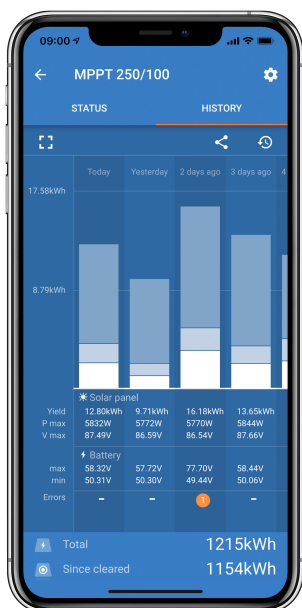 09:00
MPPT 250/100
STATUS HISTORY
Today Yesterday 2 days ago 3 days ago 4
17.58kWh
8.79kWh
Solar panel
Yield 12.80kWh 9.71kWh 16.18kWh 13.65kWh
P max 5832W 5772W 5770W 5844W
V max 87.49V 86.59V 86.54V 87.66V
Battery
max 58.32V 57.72V 77.70V 58.44V
min 50.31V 50.30V 49.44V 50.06V
Errors – – 1 –
Total 1215kWh
Since cleared 1154kWh